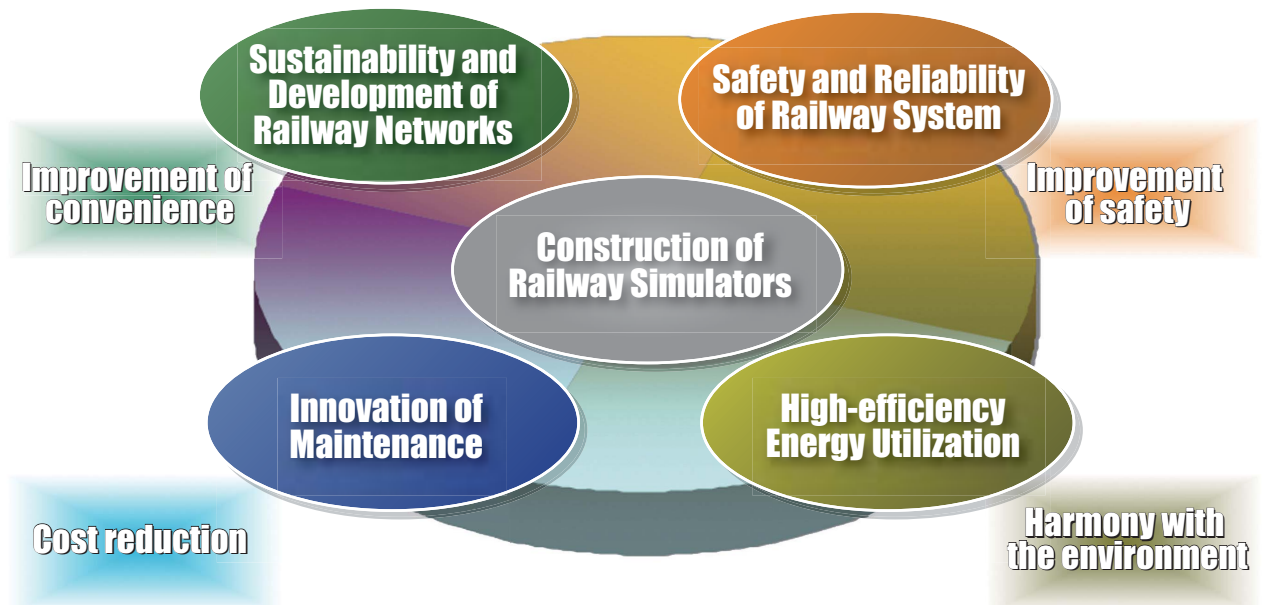 Sustainability and
Development of
Railway Networks
Safety and Reliability
of Railway System
Improvement of
convenience
Improvement
of safety
Construction of
Railway Simulators
Innovation of
Maintenance
High-efficiency
Energy Utilization
Cost reduction
Harmony with
the environment